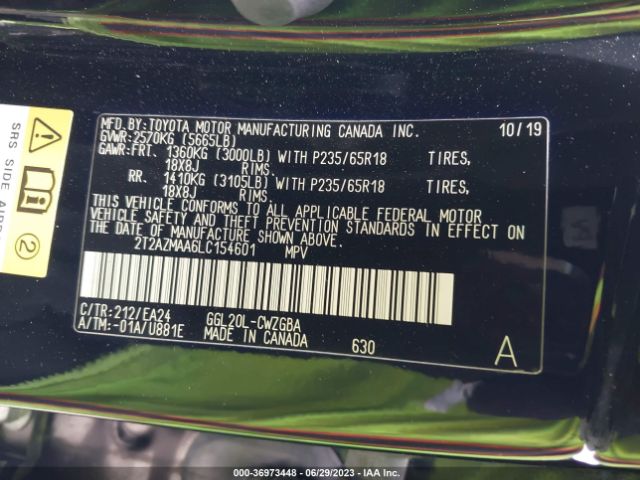 MFD.BY:TOYOTA MOTOR MANUFACTURING CANADA INC. 10/19
GVWR:2570KG (5665LB)
GAWR:FRT. 1360KG (3000LB) WITH P235/65R18 TIRES,
18X8J RIMS.
RR. 1410KG (3105LB) WITH P235/65R18 TIRES,
18X8J RIMS.
THIS VEHICLE CONFORMS TO ALL APPLICABLE FEDERAL MOTOR
VEHICLE SAFETY AND THEFT PREVENTION STANDARDS IN EFFECT ON
THE DATE OF MANUFACTURE SHOWN ABOVE.
2T2AZMAA6LC154601 MPV
C/TR:212/EA24 GGL20L-CWZGBA
A/TM:-01A/U881E MADE IN CANADA 630 A
SRS SIDE AIRB
2
000-36973448 - 06/29/2023 - IAA Inc.